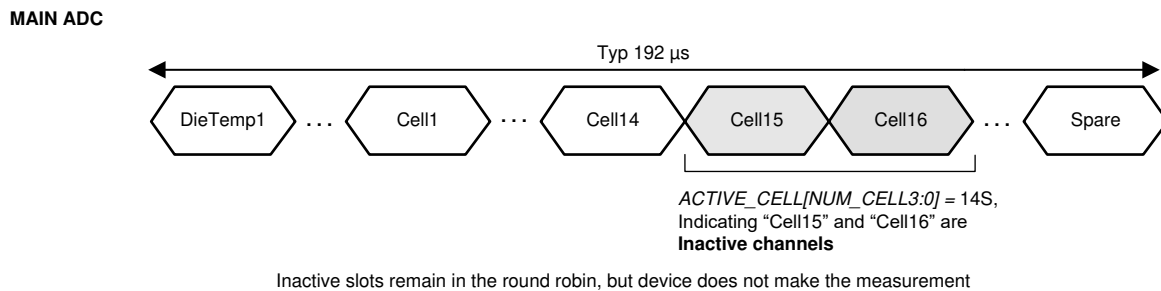 MAIN ADC
Typ 192 µs
DieTemp1 ... Cell1 ... Cell14 Cell15 Cell16 ... Spare
ACTIVE_CELL[NUM_CELL3:0] = 14S,
Indicating “Cell15” and “Cell16” are
Inactive channels
Inactive slots remain in the round robin, but device does not make the measurement